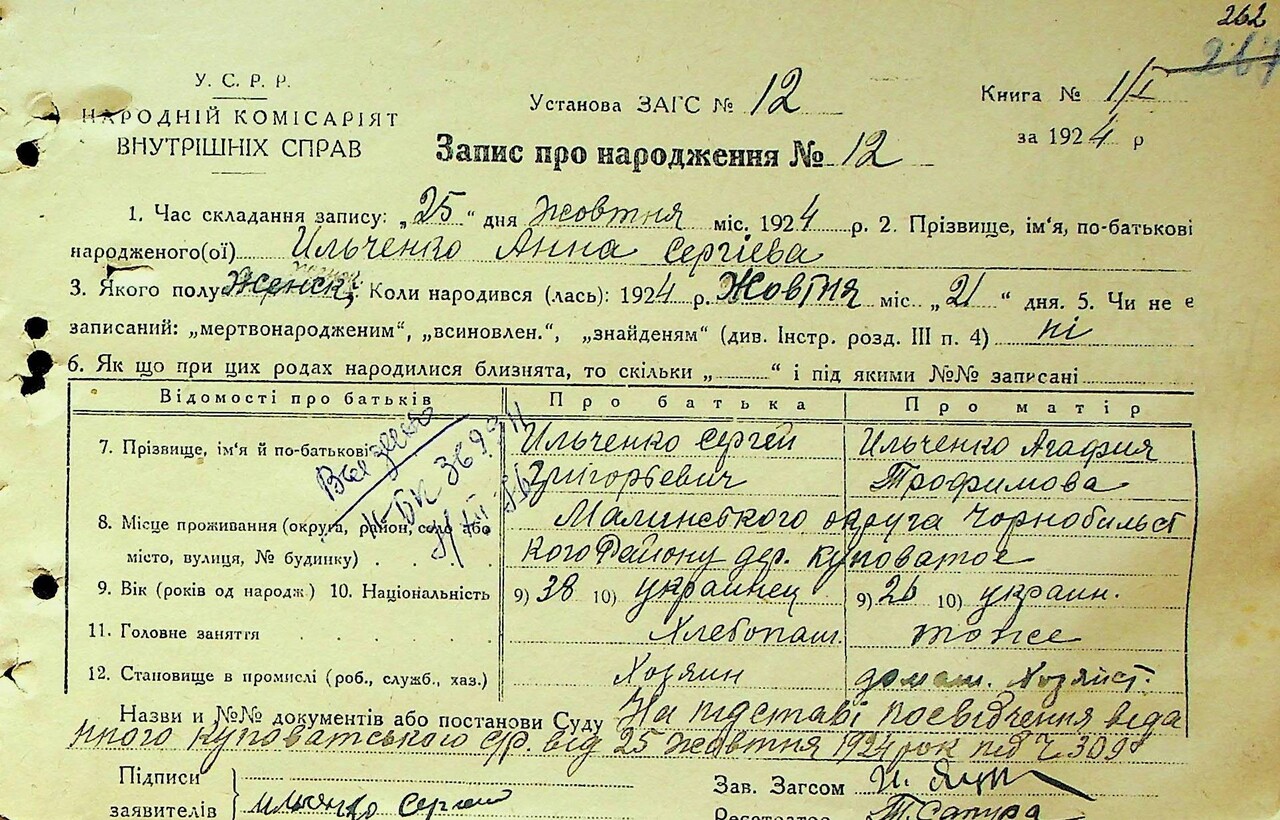 262
267
У. С. Р. Р.
НАРОДНІЙ КОМІСАРІЯТ
ВНУТРІШНІХ СПРАВ
Установа ЗАГС № 12
Книга № 1/I
за 1924 р
Запис про народження № 12
1. Час складання запису: „25“ дня жовтня міс. 1924 р. 2. Прізвище, ім‘я, по-батькові
народженого(ої) Ильченко Анна Сергієва
3. Якого полу Женск. Коли народився (лась): 1924 р. Жовтня міс. „21“ дня. 5. Чи не є
записаний: „мертвонародженим“, „всиновлен.“, „знайденям“ (див. Інстр. розд. III п. 4) ні
6. Як що при цих родах народилися близнята, то скільки „ “ і під якими №№ записані
Відомості про батьків Про батька Про матір
7. Прізвище, ім‘я й по-батькові Ильченко Сергей Ильченко Агафия
Григорьевич Трофимова
8. Місце проживання (округа, район, село або Малинського округа Чорнобильсь
місто, вулиця, № будинку) кого Району дер. Куповатое
9. Вік (років од народж) 10. Національність 9) 38 10) украинец 9) 26 10) украин.
11. Головне заняття Хлебопаш. тоже
12. Становище в промислі (роб., служб., хаз.) Хозяин домаш. Хозяйст.
Назви и №№ документів або постанови Суду На підставі посвідчення вида
нного Куповатського с/р. від 25 жовтня 1924 рок під Ч 309
Підписи
заявителів Ильченко Сергей
Зав. Загсом